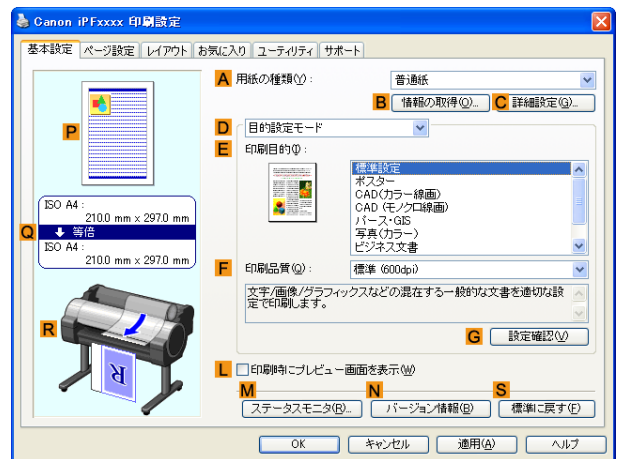 Canon iPFxxxx 印刷設定
基本設定 ページ設定 レイアウト お気に入り ユーティリティ サポート
A 用紙の種類(Y): 普通紙
B 情報の取得(O)... C 詳細設定(G)...
D 目的設定モード
E 印刷目的(I):
標準設定
ポスター
CAD(カラー線画)
CAD (モノクロ線画)
パース・GIS
写真(カラー)
ビジネス文書
P
ISO A4 :
210.0 mm x 297.0 mm
Q 等倍
ISO A4 :
210.0 mm x 297.0 mm
F 印刷品質(Q): 標準 (600dpi)
文字/画像/グラフィックスなどの混在する一般的な文書を適切な設
定で印刷します。
G 設定確認(V)
R
R
L 印刷時にプレビュー画面を表示(W)
M N S
ステータスモニタ(R)... バージョン情報(B) 標準に戻す(F)
OK キャンセル 適用(A) ヘルプ